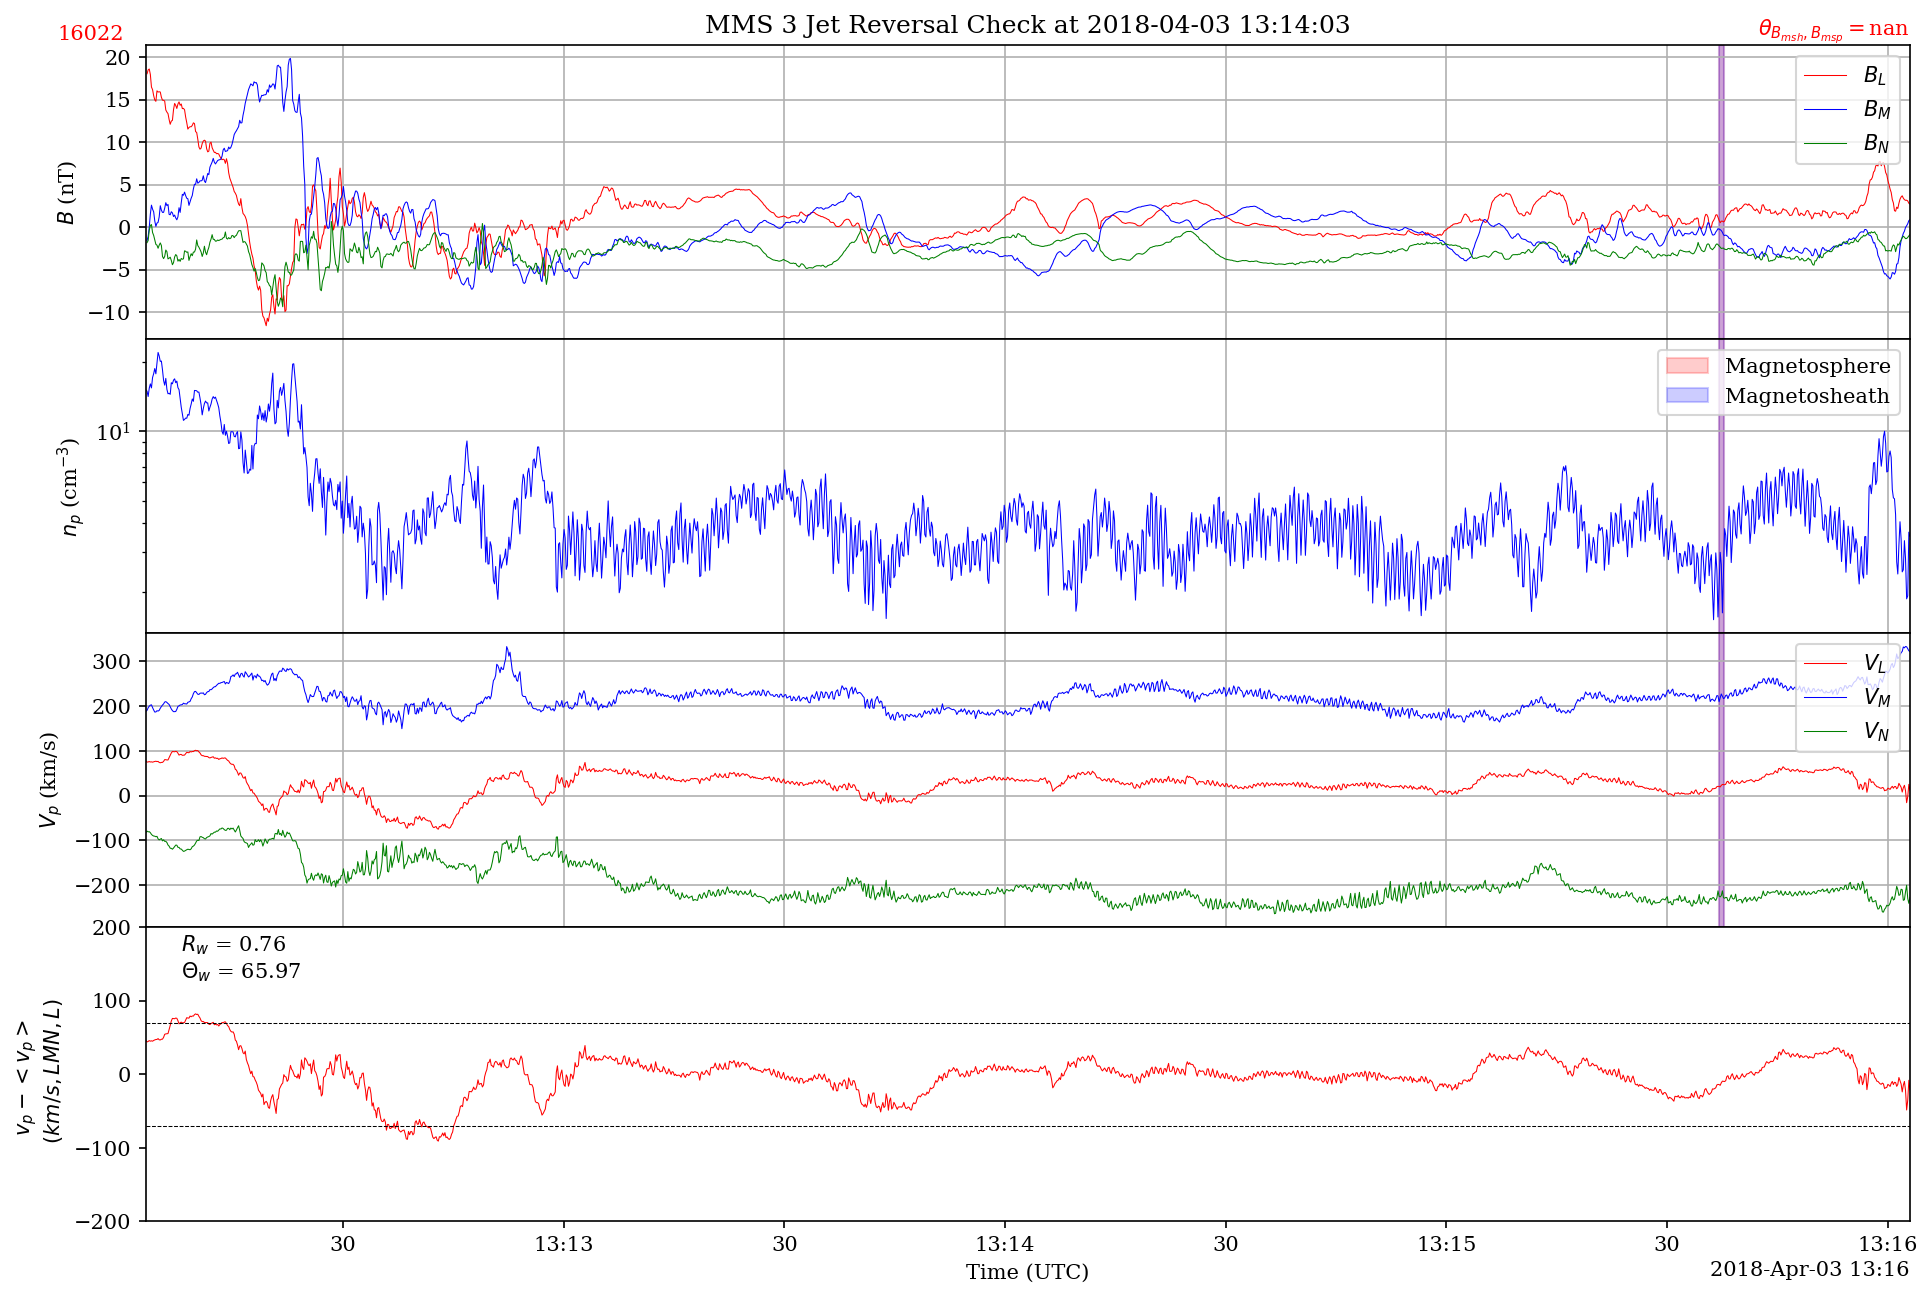 MMS 3 Jet Reversal Check at 2018-04-03 13:14:03
16022
θ_{B_{msh}, B_{msp}} = nan
20
15
10
5
0
−5
−10
B (nT)
B_L
B_M
B_N
10^1
n_p (cm^{−3})
Magnetosphere
Magnetosheath
300
200
100
0
−100
−200
V_p (km/s)
V_L
V_M
V_N
200
100
0
−100
−200
v_p − < v_p >
(km/s, LMN, L)
R_w = 0.76
Θ_w = 65.97
30 13:13 30 13:14 30 13:15 30 13:16
Time (UTC)
2018-Apr-03 13:16